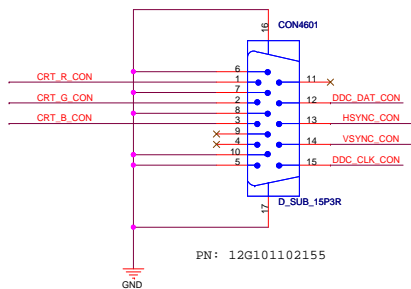 16
CON4601
6
CRT_R_CON
1
11
7
CRT_G_CON
2
12
DDC_DAT_CON
8
CRT_B_CON
3
13
HSYNC_CON
9
4
14
VSYNC_CON
10
5
15
DDC_CLK_CON
17
D_SUB_15P3R
PN: 12G101102155
GND